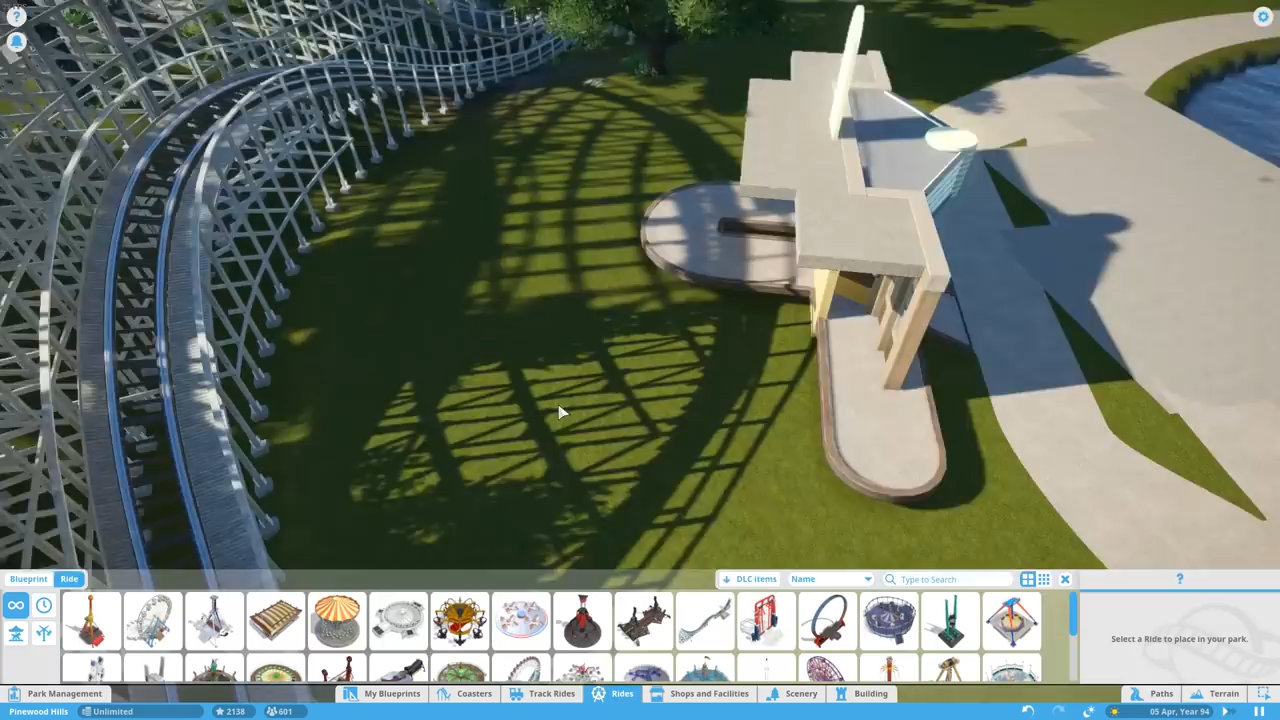 ?
Blueprint
Ride
DLC items
Name
Type to Search
?
Select a Ride to place in your park.
Park Management
My Blueprints
Coasters
Track Rides
Rides
Shops and Facilities
Scenery
Building
Paths
Terrain
Pinewood Hills
Unlimited
2138
601
05 Apr, Year 94